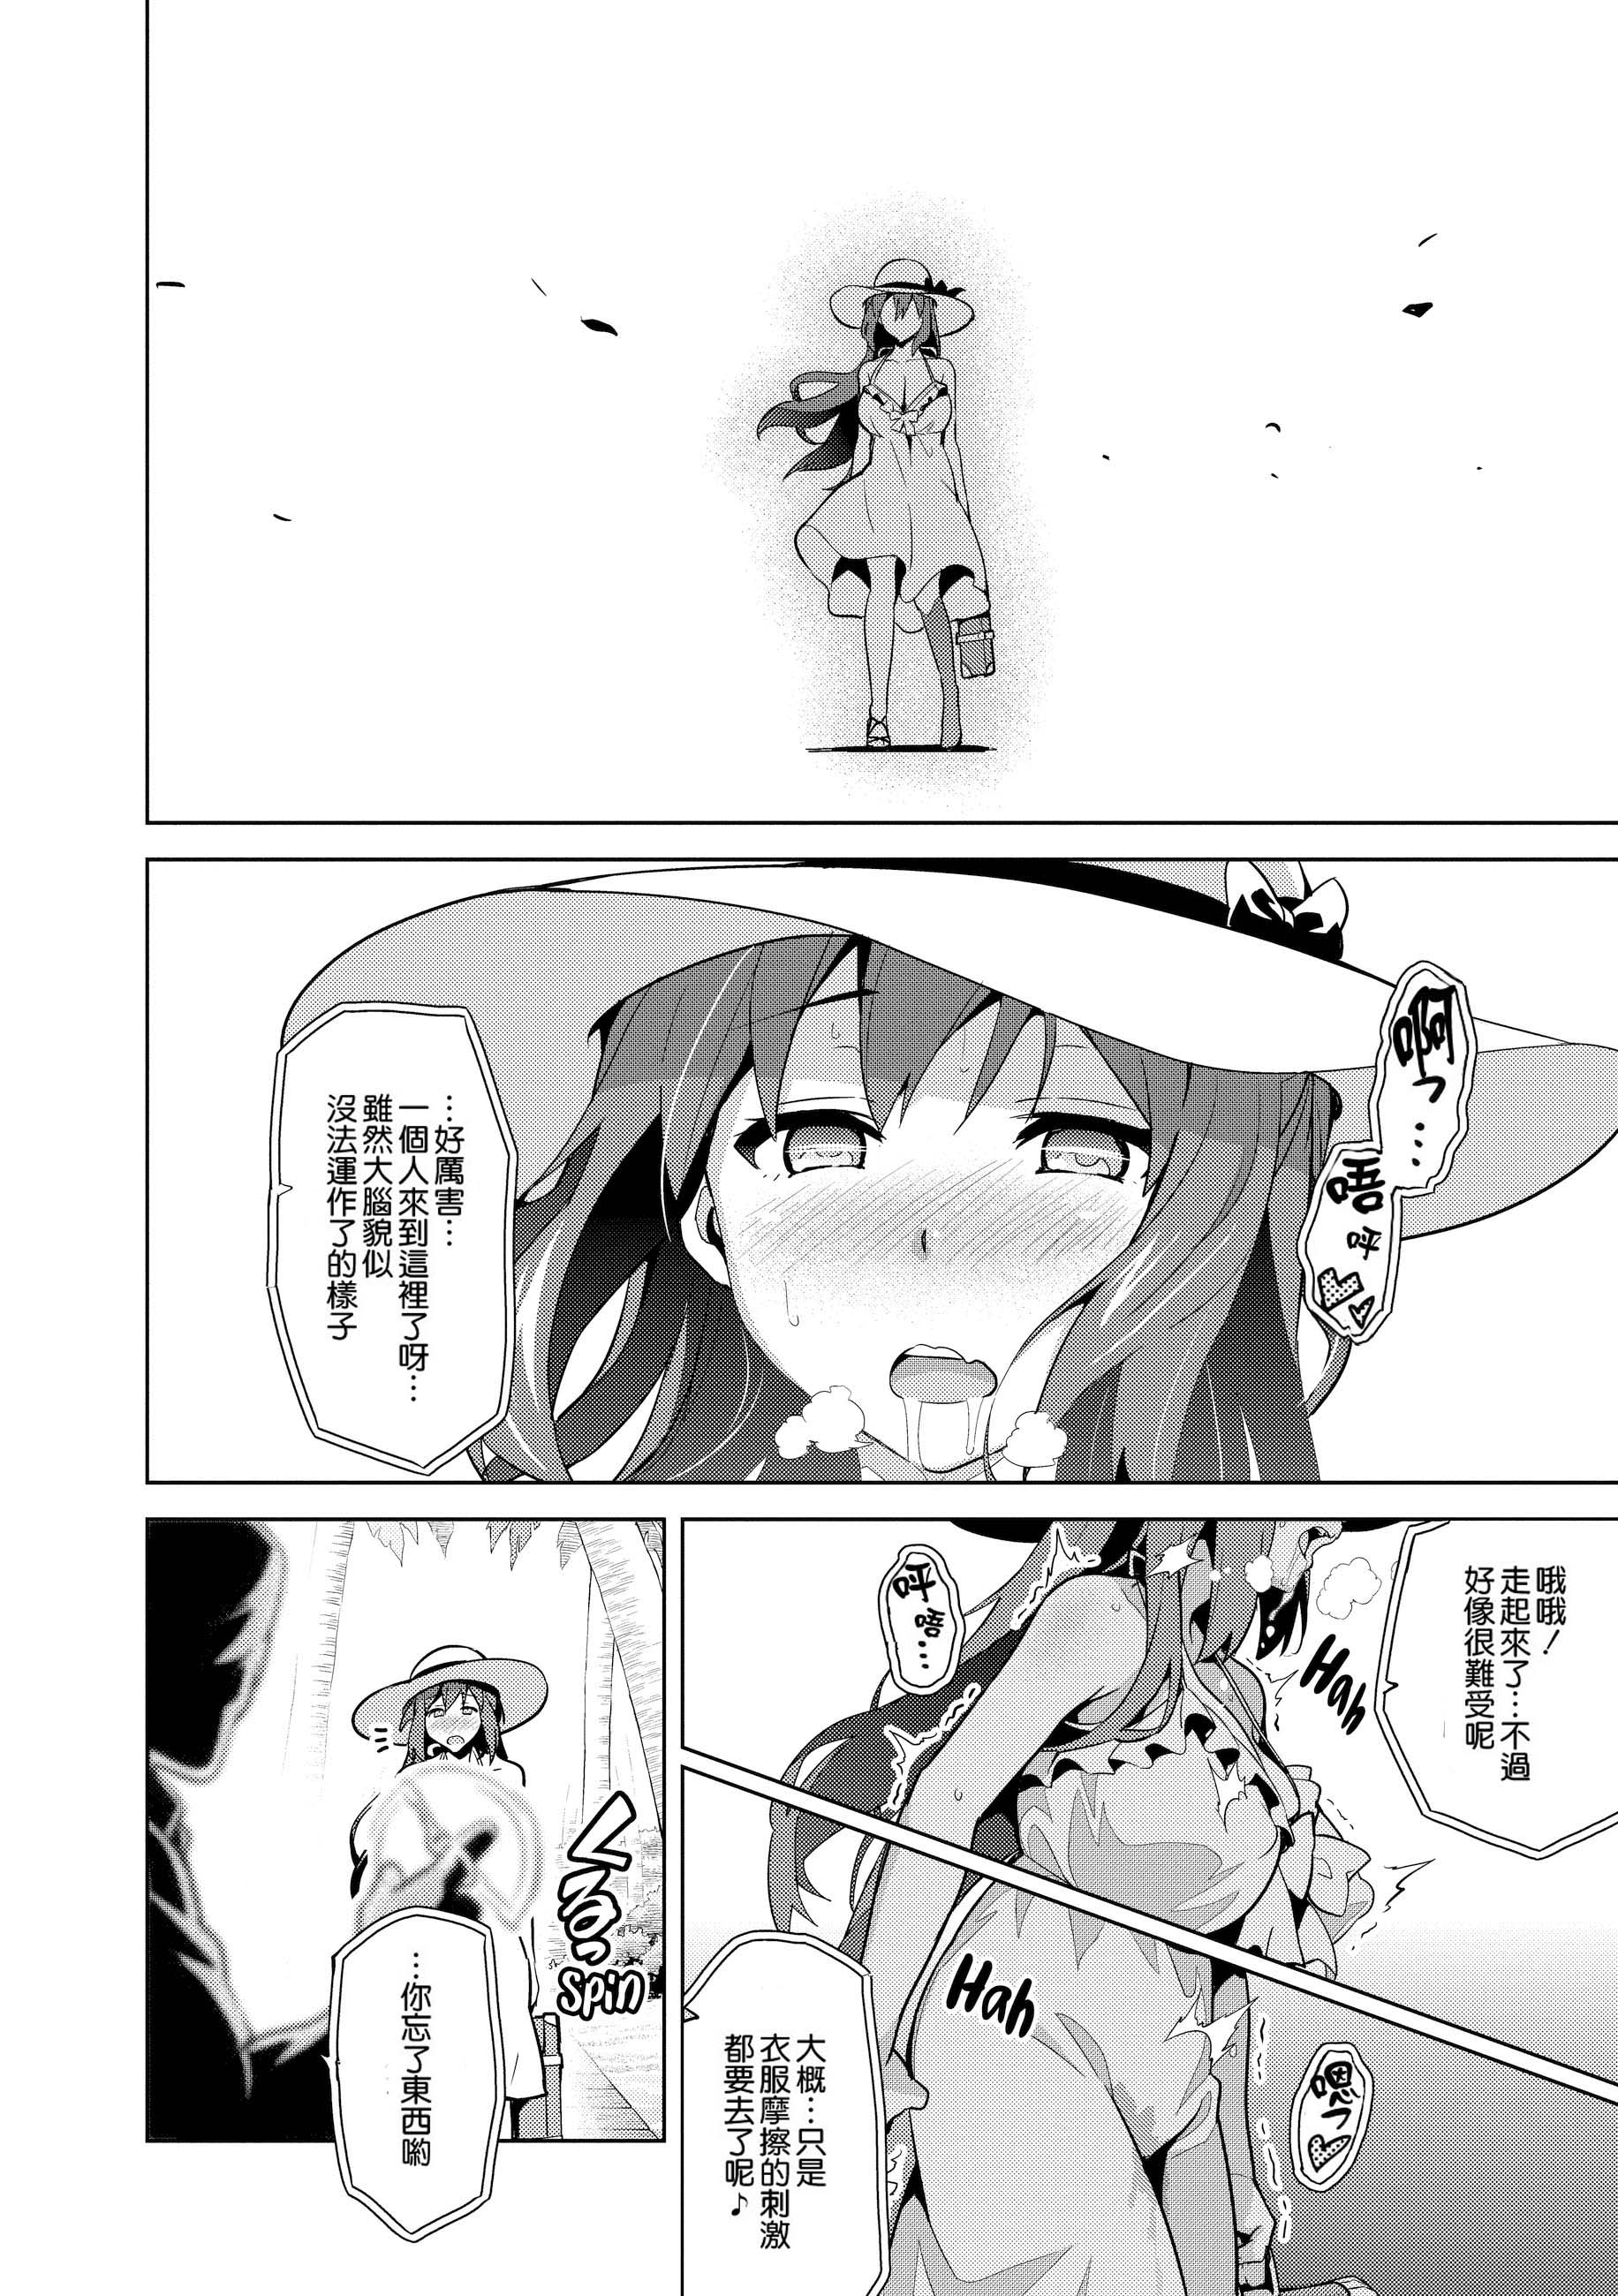 啊っ…
唔
呼
…好厲害…
一個人來到這裡了呀…
雖然大腦貌似
沒法運作了的樣子
哦哦！
走起來了…不過
好像很難受呢
Hah
Hah
呼
唔…
Hah
嗯っ
大概…只是
衣服摩擦的刺激
都要去了呢♪
くるっ
spin
…你忘了東西喲